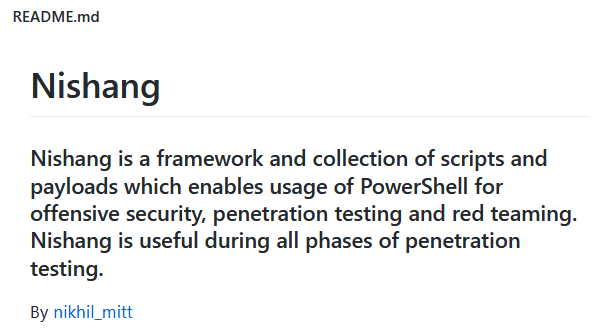 README.md
Nishang
Nishang is a framework and collection of scripts and
payloads which enables usage of PowerShell for
offensive security, penetration testing and red teaming.
Nishang is useful during all phases of penetration
testing.
By nikhil_mitt